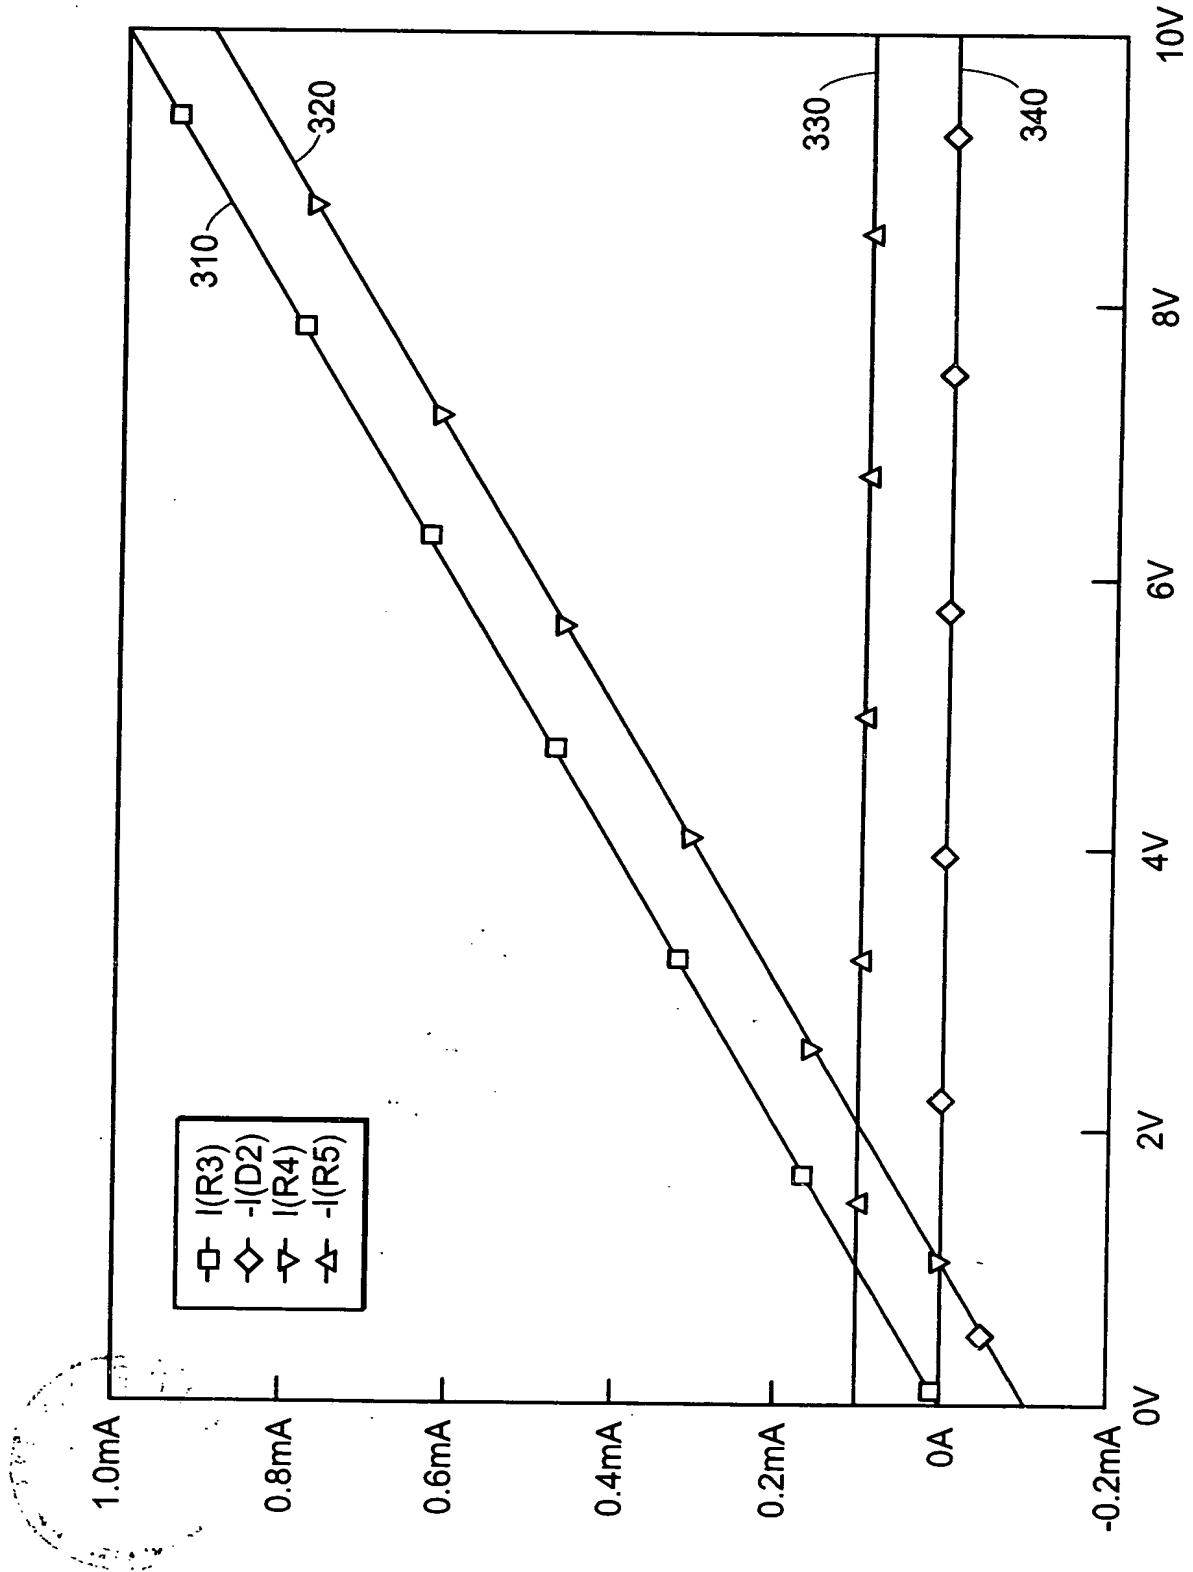 I(R3)
-I(D2)
I(R4)
-I(R5)
310
320
330
340
1.0mA
0.8mA
0.6mA
0.4mA
0.2mA
0A
-0.2mA
0V
2V
4V
6V
8V
10V